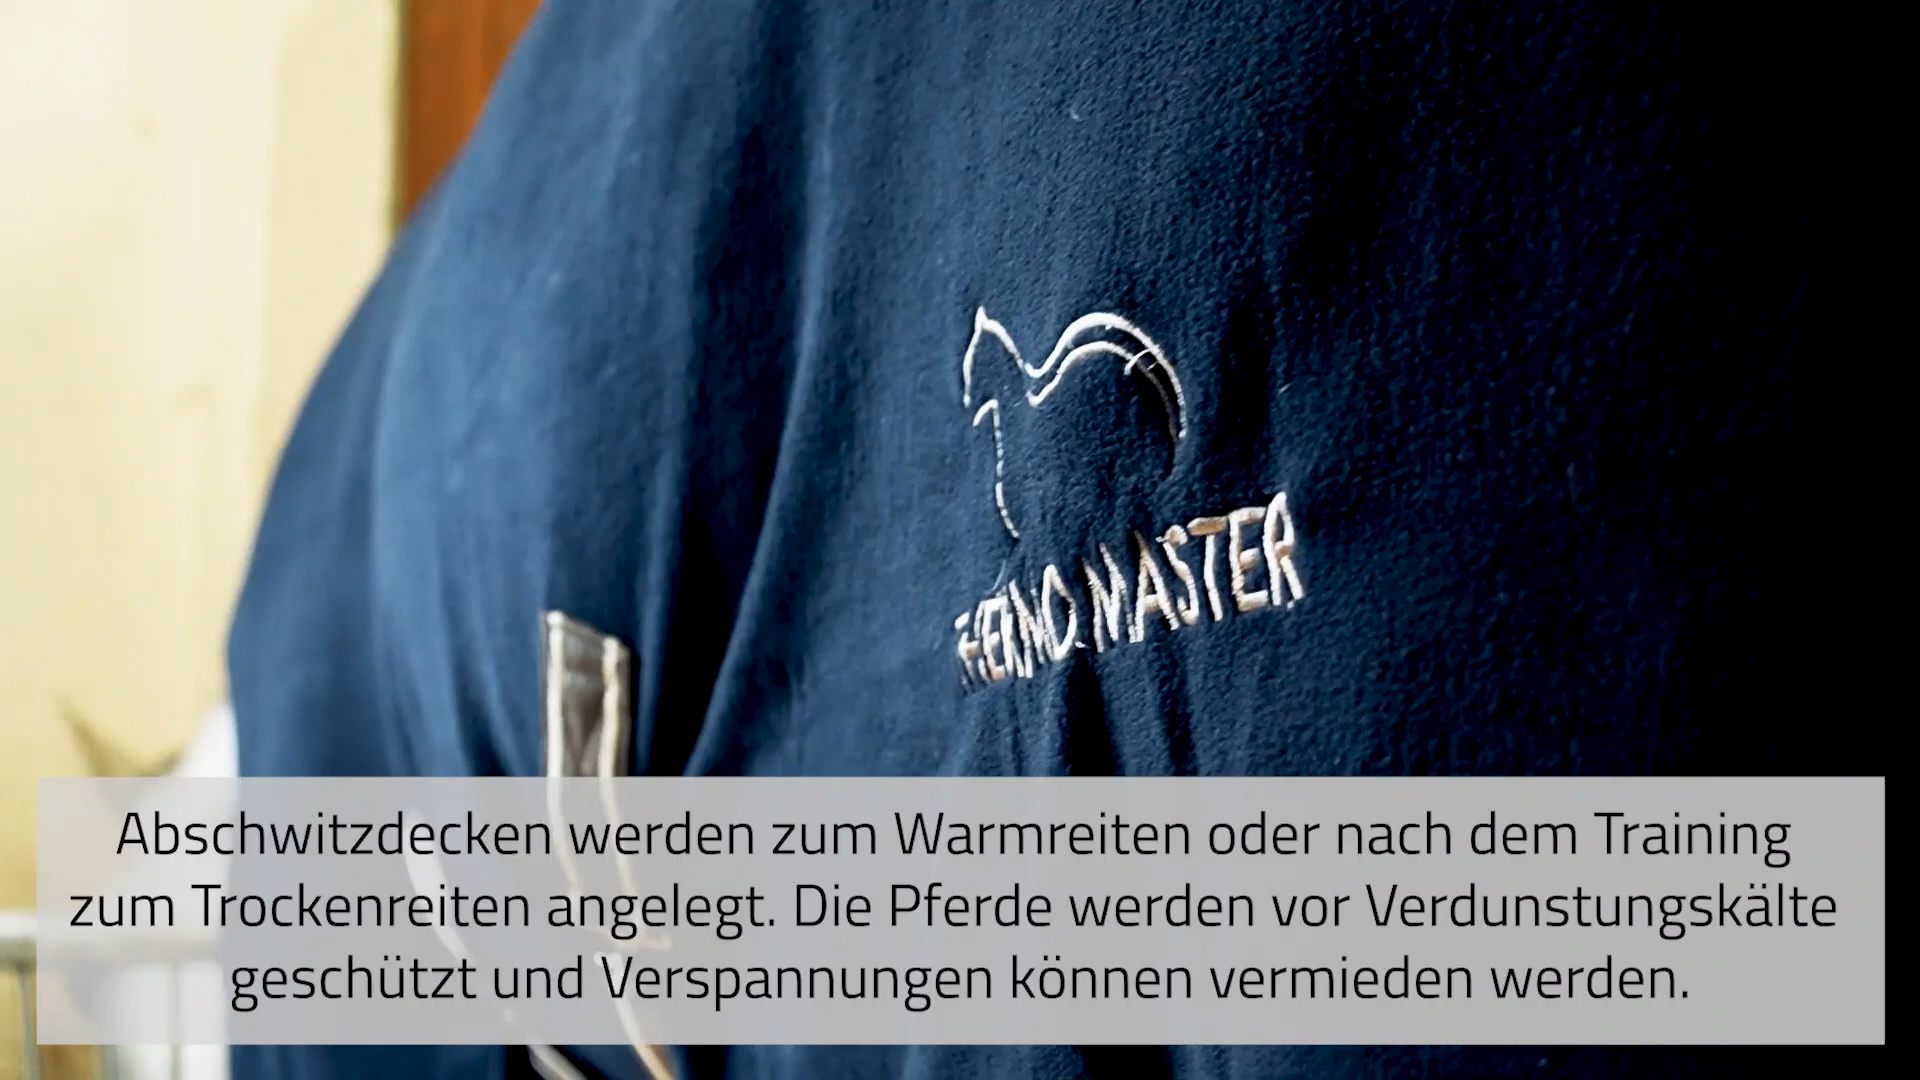 THERMO MASTER
Abschwitzdecken werden zum Warmreiten oder nach dem Training
zum Trockenreiten angelegt. Die Pferde werden vor Verdunstungskälte
geschützt und Verspannungen können vermieden werden.